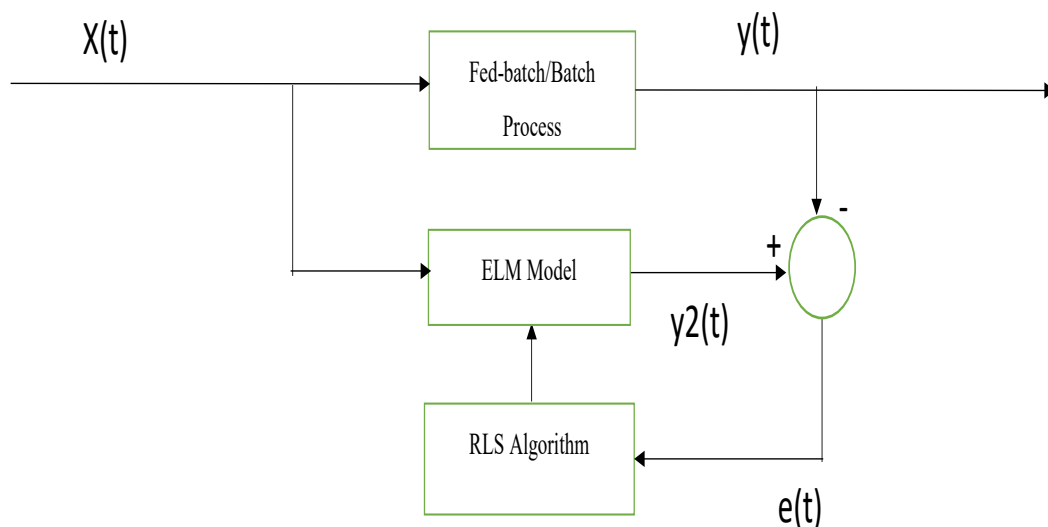 X(t)
Fed-batch/Batch
Process
y(t)
-
+
ELM Model
y2(t)
RLS Algorithm
e(t)